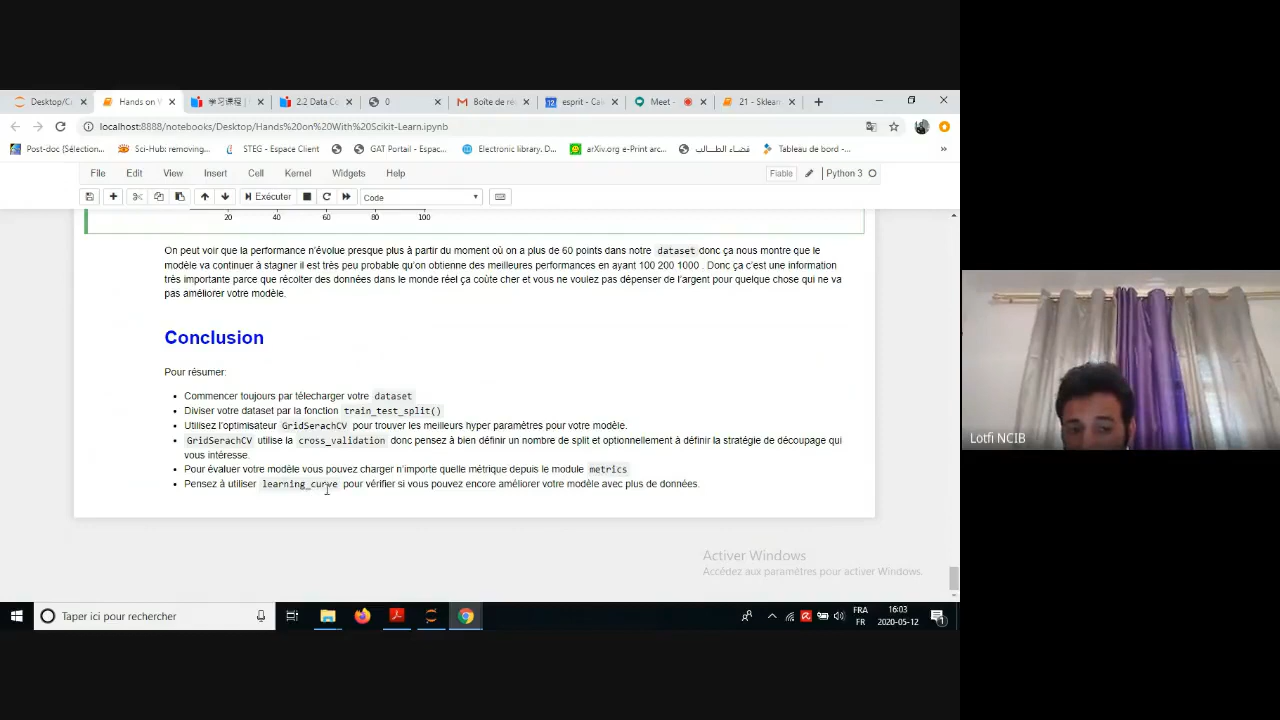 Desktop/C
Hands on W
学习课程 |
2.2 Data Co
0
Boîte de ré
esprit - Cal
Meet -
21 - Sklearn
localhost:8888/notebooks/Desktop/Hands%20on%20With%20Scikit-Learn.ipynb
Post-doc (Sélection...
Sci-Hub: removing...
STEG - Espace Client
GAT Portail - Espac...
Electronic library. D...
arXiv.org e-Print arc...
فضاء الطالب
Tableau de bord -...
»
File Edit View Insert Cell Kernel Widgets Help
Fiable
Python 3
Exécuter
Code
20 40 60 80 100
On peut voir que la performance n'évolue presque plus à partir du moment où on a plus de 60 points dans notre dataset donc ça nous montre que le
modèle va continuer à stagner il est très peu probable qu'on obtienne des meilleures performances en ayant 100 200 1000 . Donc ça c'est une information
très importante parce que récolter des données dans le monde réel ça coûte cher et vous ne voulez pas dépenser de l'argent pour quelque chose qui ne va
pas améliorer votre modèle.
Conclusion
Pour résumer:
• Commencer toujours par télecharger votre dataset
• Diviser votre dataset par la fonction train_test_split()
• Utilisez l'optimisateur GridSerachCV pour trouver les meilleurs hyper paramètres pour votre modèle.
• GridSerachCV utilise la cross_validation donc pensez à bien définir un nombre de split et optionnellement à définir la stratégie de découpage qui
vous intéresse.
• Pour évaluer votre modèle vous pouvez charger n'importe quelle métrique depuis le module metrics
• Pensez à utiliser learning_curve pour vérifier si vous pouvez encore améliorer votre modèle avec plus de données.
Lotfi NCIB
Activer Windows
Accédez aux paramètres pour activer Windows.
Taper ici pour rechercher
FRA
FR
16:03
2020-05-12
1